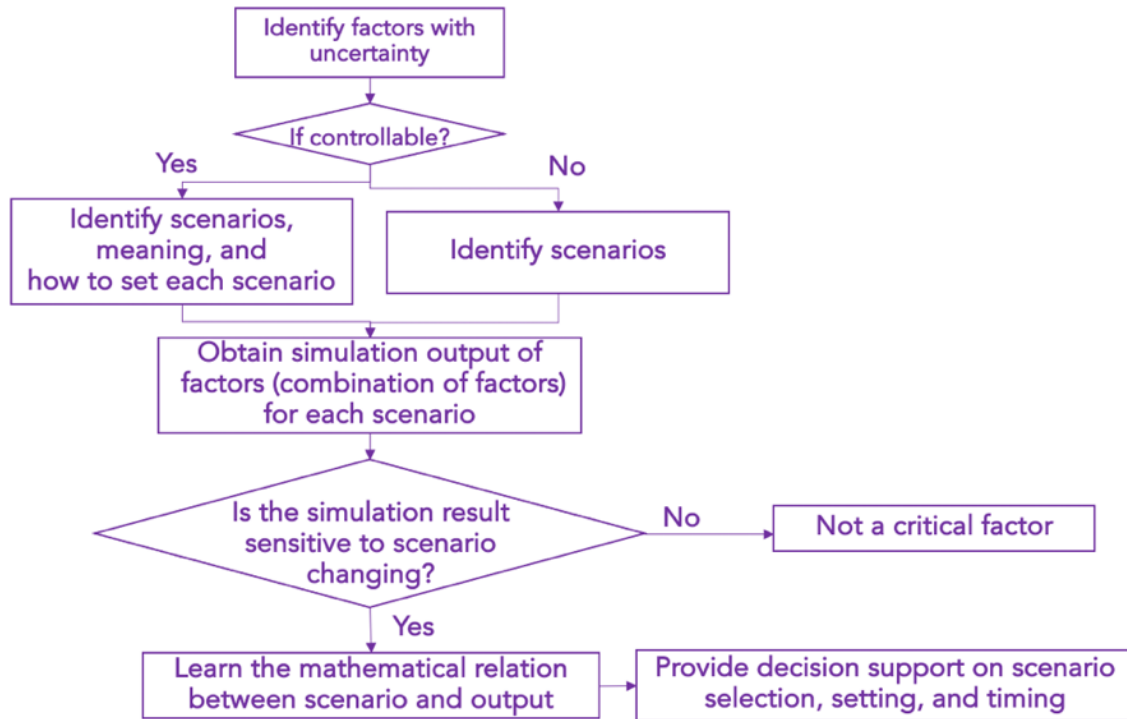 Identify factors with
uncertainty
If controllable?
Yes
No
Identify scenarios,
meaning, and
how to set each scenario
Identify scenarios
Obtain simulation output of
factors (combination of factors)
for each scenario
Is the simulation result
sensitive to scenario
changing?
No
Not a critical factor
Yes
Learn the mathematical relation
between scenario and output
Provide decision support on scenario
selection, setting, and timing